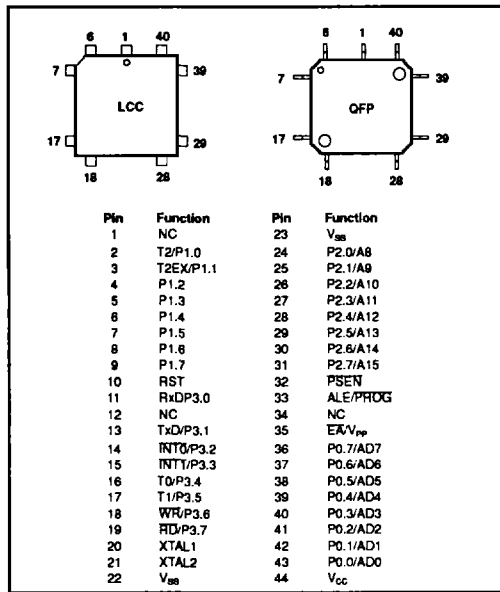 6 1 40
7 39
LCC
17 29
18 28
6 1 40
7 39
QFP
17 29
18 28
Pin Function Pin Function
1 NC 23 VSS
2 T2/P1.0 24 P2.0/A8
3 T2EX/P1.1 25 P2.1/A9
4 P1.2 26 P2.2/A10
5 P1.3 27 P2.3/A11
6 P1.4 28 P2.4/A12
7 P1.5 29 P2.5/A13
8 P1.6 30 P2.6/A14
9 P1.7 31 P2.7/A15
10 RST 32 PSEN
11 RxDP3.0 33 ALE/PROG
12 NC 34 NC
13 TxD/P3.1 35 EA/VPP
14 INT0/P3.2 36 P0.7/AD7
15 INT1/P3.3 37 P0.6/AD6
16 T0/P3.4 38 P0.5/AD5
17 T1/P3.5 39 P0.4/AD4
18 WR/P3.6 40 P0.3/AD3
19 RD/P3.7 41 P0.2/AD2
20 XTAL1 42 P0.1/AD1
21 XTAL2 43 P0.0/AD0
22 VSS 44 VCC